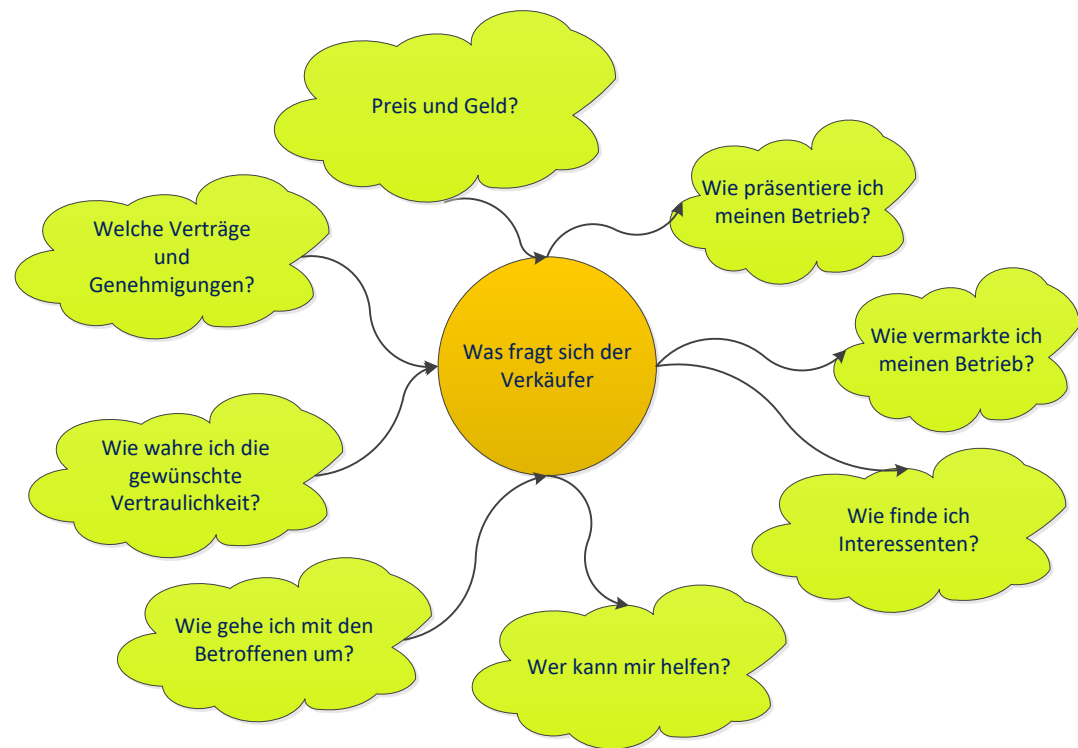 Preis und Geld?
Wie präsentiere ich
meinen Betrieb?
Welche Verträge
und
Genehmigungen?
Was fragt sich der
Verkäufer
Wie vermarkte ich
meinen Betrieb?
Wie wahre ich die
gewünschte
Vertraulichkeit?
Wie finde ich
Interessenten?
Wie gehe ich mit den
Betroffenen um?
Wer kann mir helfen?